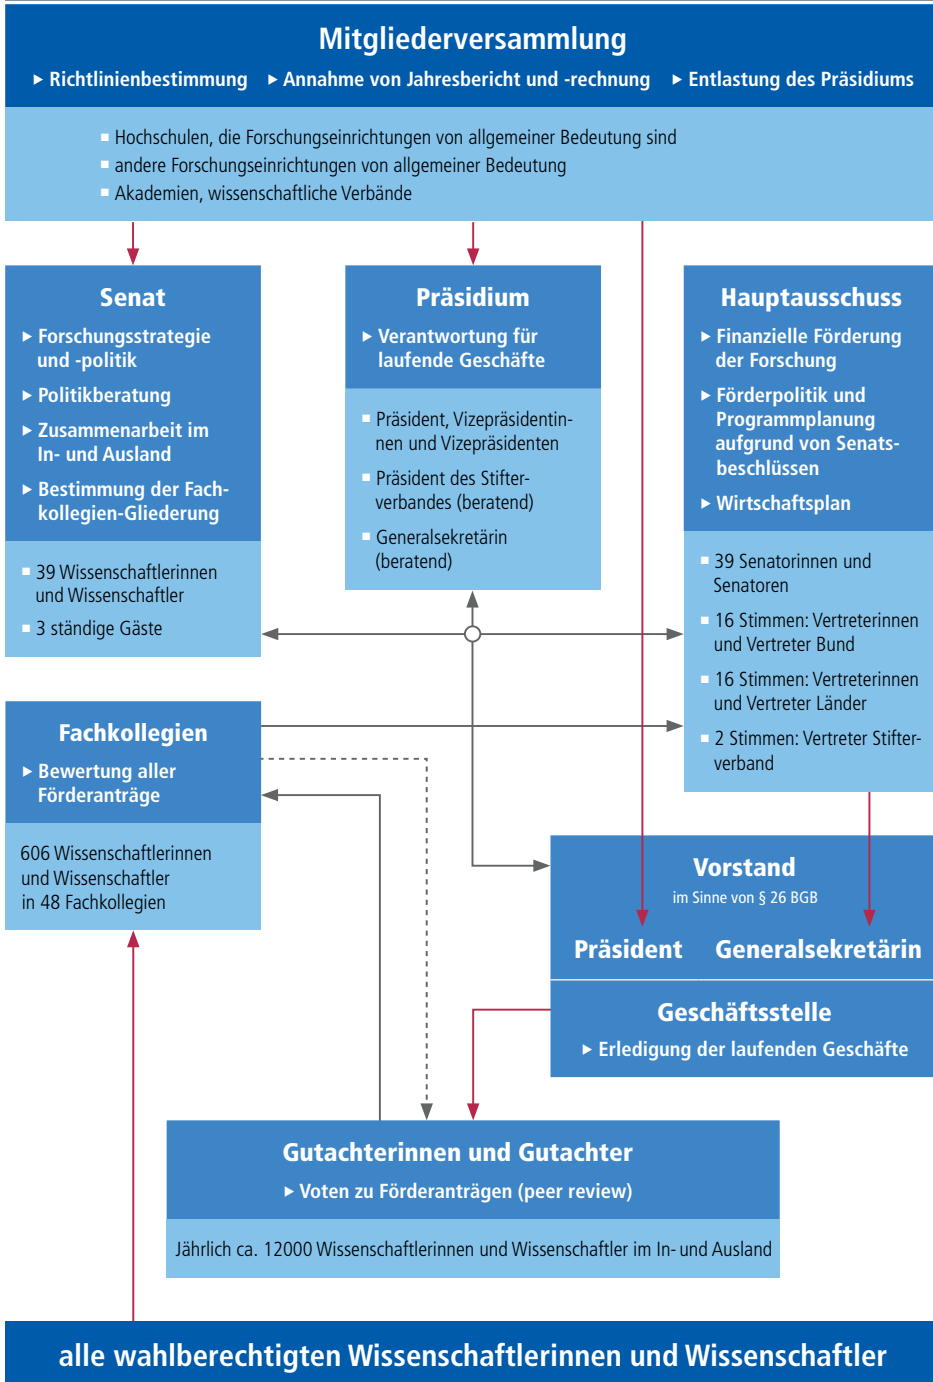 Mitgliederversammlung
▸ Richtlinienbestimmung ▸ Annahme von Jahresbericht und -rechnung ▸ Entlastung des Präsidiums
▪ Hochschulen, die Forschungseinrichtungen von allgemeiner Bedeutung sind
▪ andere Forschungseinrichtungen von allgemeiner Bedeutung
▪ Akademien, wissenschaftliche Verbände
Senat
▸ Forschungsstrategie
und -politik
▸ Politikberatung
▸ Zusammenarbeit im
In- und Ausland
▸ Bestimmung der Fach-
kollegien-Gliederung
▪ 39 Wissenschaftlerinnen
und Wissenschaftler
▪ 3 ständige Gäste
Präsidium
▸ Verantwortung für
laufende Geschäfte
▪ Präsident, Vizepräsidentin-
nen und Vizepräsidenten
▪ Präsident des Stifter-
verbandes (beratend)
▪ Generalsekretärin
(beratend)
Hauptausschuss
▸ Finanzielle Förderung
der Forschung
▸ Förderpolitik und
Programmplanung
aufgrund von Senats-
beschlüssen
▸ Wirtschaftsplan
▪ 39 Senatorinnen und
Senatoren
▪ 16 Stimmen: Vertreterinnen
und Vertreter Bund
▪ 16 Stimmen: Vertreterinnen
und Vertreter Länder
▪ 2 Stimmen: Vertreter Stifter-
verband
Fachkollegien
▸ Bewertung aller
Förderanträge
606 Wissenschaftlerinnen
und Wissenschaftler
in 48 Fachkollegien
Vorstand
im Sinne von § 26 BGB
Präsident Generalsekretärin
Geschäftsstelle
▸ Erledigung der laufenden Geschäfte
Gutachterinnen und Gutachter
▸ Voten zu Förderanträgen (peer review)
Jährlich ca. 12000 Wissenschaftlerinnen und Wissenschaftler im In- und Ausland
alle wahlberechtigten Wissenschaftlerinnen und Wissenschaftler